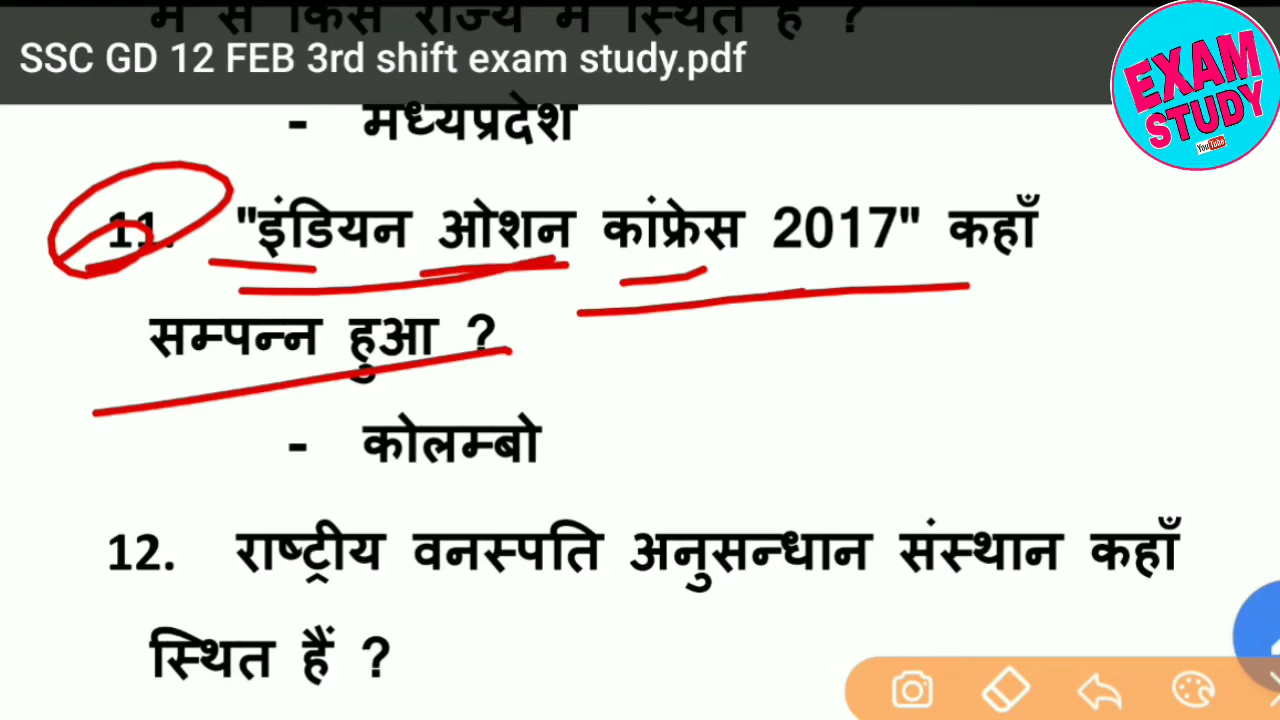 में से किस राज्य में स्थित है ?
SSC GD 12 FEB 3rd shift exam study.pdf
EXAM
STUDY
YouTube
- मध्यप्रदेश
11. "इंडियन ओशन कांफ्रेस 2017" कहाँ
सम्पन्न हुआ ?
- कोलम्बो
12. राष्ट्रीय वनस्पति अनुसन्धान संस्थान कहाँ
स्थित हैं ?